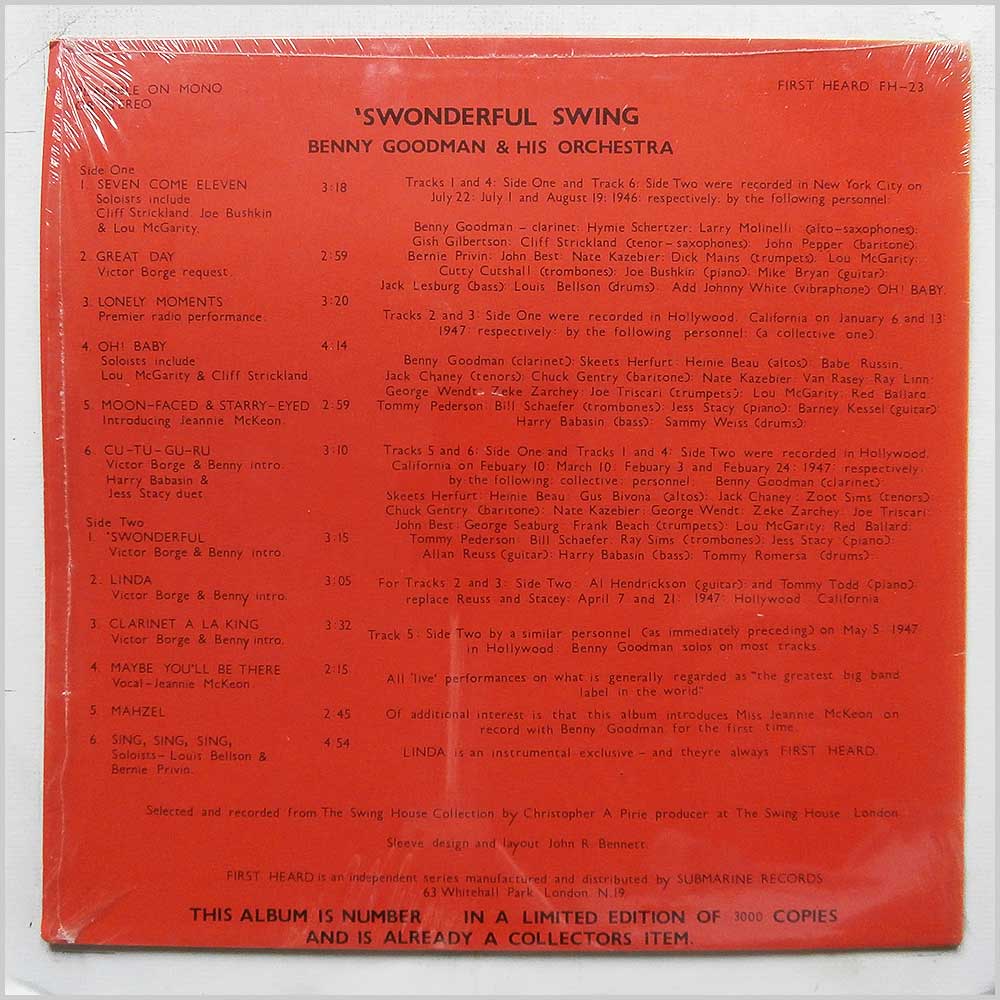 ON MONO
STEREO
FIRST HEARD FH-23
'SWONDERFUL SWING
BENNY GOODMAN & HIS ORCHESTRA
Side One
1. SEVEN COME ELEVEN 3:18
Soloists include
Cliff Strickland. Joe Bushkin
& Lou McGarity.
2. GREAT DAY 2:59
Victor Borge request.
3. LONELY MOMENTS 3:20
Premier radio performance.
4. OH! BABY 4:14
Soloists include
Lou McGarity & Cliff Strickland.
5. MOON-FACED & STARRY-EYED 2:59
Introducing Jeannie McKeon.
6. CU-TU-GU-RU 3:10
Victor Borge & Benny intro.
Harry Babasin &
Jess Stacy duet.
Side Two
1. 'SWONDERFUL 3:15
Victor Borge & Benny intro.
2. LINDA 3:05
Victor Borge & Benny intro.
3. CLARINET A LA KING 3:32
Victor Borge & Benny intro.
4. MAYBE YOU'LL BE THERE 2:15
Vocal-Jeannie McKeon.
5. MAHZEL 2:45
6. SING, SING, SING, 4:54
Soloists-Louis Bellson &
Bernie Privin.
Tracks 1 and 4: Side One and Track 6: Side Two were recorded in New York City on
July 22: July 1 and August 19: 1946: respectively: by the following personnel:
Benny Goodman - clarinet: Hymie Schertzer: Larry Molinelli (alto-saxophones):
Gish Gilbertson: Cliff Strickland (tenor-saxophones): John Pepper (baritone):
Bernie Privin: John Best: Nate Kazebier: Dick Mains (trumpets): Lou McGarity:
Cutty Cutshall (trombones): Joe Bushkin (piano): Mike Bryan (guitar):
Jack Lesburg (bass): Louis Bellson (drums): Add Johnny White (vibraphone) OH! BABY.
Tracks 2 and 3: Side One were recorded in Hollywood. California on January 6 and 13:
1947: respectively: by the following personnel: (a collective one)
Benny Goodman (clarinet): Skeets Herfurt: Heinie Beau (altos): Babe Russin.
Jack Chaney (tenors): Chuck Gentry (baritone): Nate Kazebier: Van Rasey: Ray Linn:
George Wendt: Zeke Zarchey: Joe Triscari (trumpets): Lou McGarity: Red Ballard:
Tommy Pederson: Bill Schaefer (trombones): Jess Stacy (piano): Barney Kessel (guitar)
Harry Babasin (bass): Sammy Weiss (drums):
Tracks 5 and 6: Side One and Tracks 1 and 4: Side Two were recorded in Hollywood.
California on Febuary 10: March 10: Febuary 3 and Febuary 24: 1947: respectively:
by the following: collective: personnel: Benny Goodman (clarinet)
Skeets Herfurt: Heinie Beau: Gus Bivona (altos): Jack Chaney: Zoot Sims (tenors):
Chuck Gentry (baritone): Nate Kazebier: George Wendt: Zeke Zarchey: Joe Triscari:
John Best: George Seaburg: Frank Beach (trumpets): Lou McGarity: Red Ballard:
Tommy Pederson: Bill Schaefer: Ray Sims (trombones): Jess Stacy (piano):
Allan Reuss (guitar): Harry Babasin (bass): Tommy Romersa (drums):
For Tracks 2 and 3: Side Two: Al Hendrickson (guitar): and Tommy Todd (piano):
replace Reuss and Stacey: April 7 and 21: 1947: Hollywood: California.
Track 5: Side Two by a similar personnel (as immediately preceding) on May 5: 1947
in Hollywood: Benny Goodman solos on most tracks.
All 'live' performances on what is generally regarded as "the greatest big band
label in the world"
Of additional interest is that this album introduces Miss Jeannie McKeon on
record with Benny Goodman for the first time.
LINDA is an instrumental exclusive - and theyre always FIRST HEARD.
Selected and recorded from The Swing House Collection by Christopher A Pirie producer at The Swing House London
Sleeve design and layout John R. Bennett.
FIRST HEARD is an independent series manufactured and distributed by SUBMARINE RECORDS
63 Whitehall Park London N.19.
THIS ALBUM IS NUMBER IN A LIMITED EDITION OF 3000 COPIES
AND IS ALREADY A COLLECTORS ITEM.